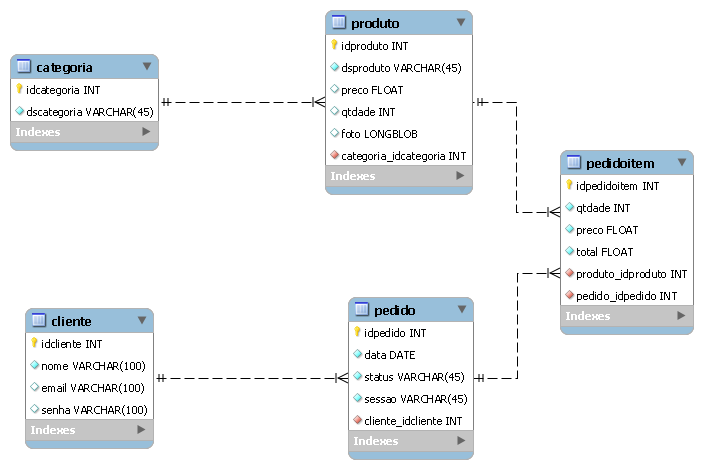 categoria
idcategoria INT
dscategoria VARCHAR(45)
Indexes
produto
idproduto INT
dsproduto VARCHAR(45)
preco FLOAT
qtdade INT
foto LONGBLOB
categoria_idcategoria INT
Indexes
pedidoitem
idpedidoitem INT
qtdade INT
preco FLOAT
total FLOAT
produto_idproduto INT
pedido_idpedido INT
Indexes
cliente
idcliente INT
nome VARCHAR(100)
email VARCHAR(100)
senha VARCHAR(100)
Indexes
pedido
idpedido INT
data DATE
status VARCHAR(45)
sessao VARCHAR(45)
cliente_idcliente INT
Indexes